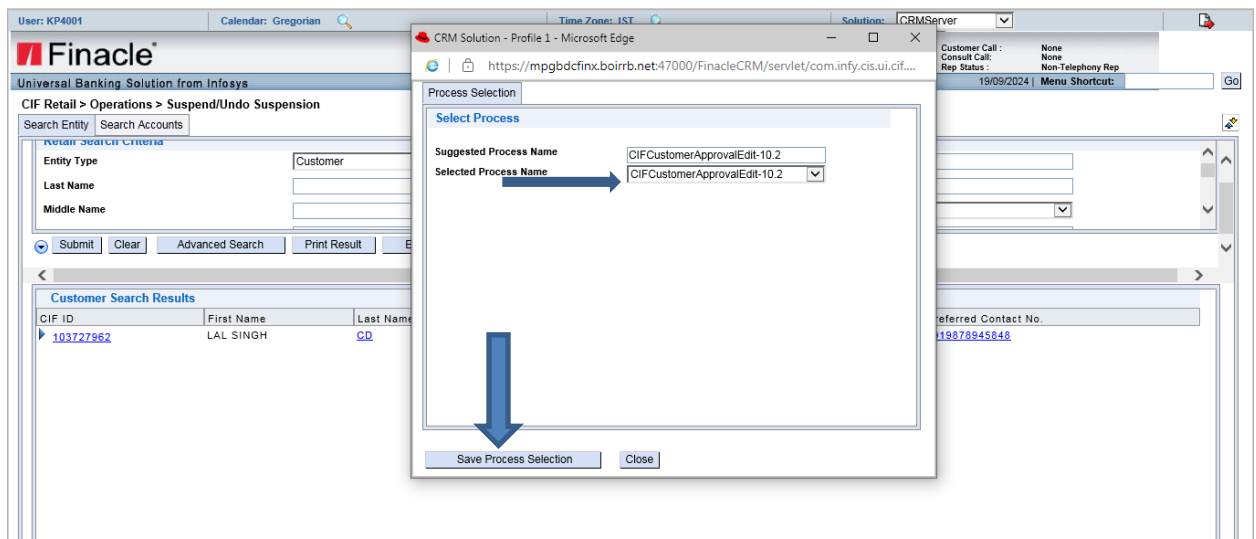 User: KP4001 Calendar: Gregorian Time Zone: IST Solution: CRMServer
Finacle
Universal Banking Solution from Infosys
Customer Call : None
Consult Call: None
Rep Status : Non-Telephony Rep
19/09/2024 | Menu Shortcut: Go
CIF Retail > Operations > Suspend/Undo Suspension
Search Entity Search Accounts
Retail Search Criteria
Entity Type Customer
Last Name
Middle Name
Submit Clear Advanced Search Print Result E
Customer Search Results
CIF ID First Name Last Name referred Contact No.
103727962 LAL SINGH CD 919878945848
CRM Solution - Profile 1 - Microsoft Edge
https://mpgbdcfinx.boirrb.net:47000/FinacleCRM/servlet/com.infy.cis.ui.cif....
Process Selection
Select Process
Suggested Process Name CIFCustomerApprovalEdit-10.2
Selected Process Name CIFCustomerApprovalEdit-10.2
Save Process Selection Close